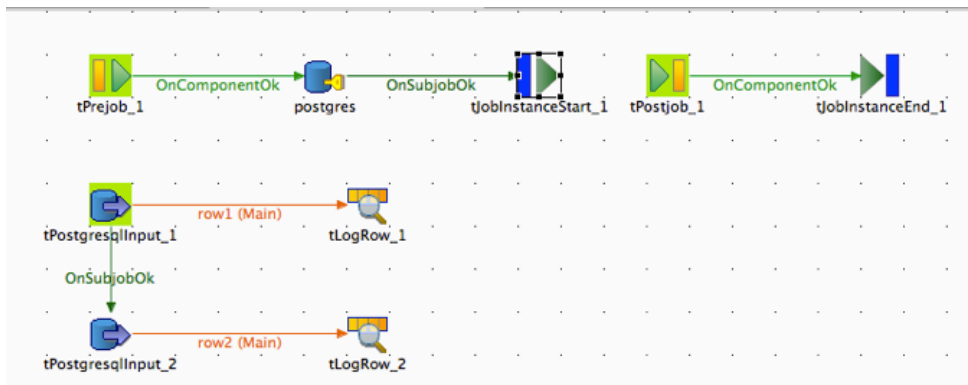 OnComponentOk
OnSubjobOk
OnComponentOk
tPrejob_1
postgres
tJobInstanceStart_1
tPostjob_1
tJobInstanceEnd_1
row1 (Main)
tPostgresqlInput_1
tLogRow_1
OnSubjobOk
row2 (Main)
tPostgresqlInput_2
tLogRow_2